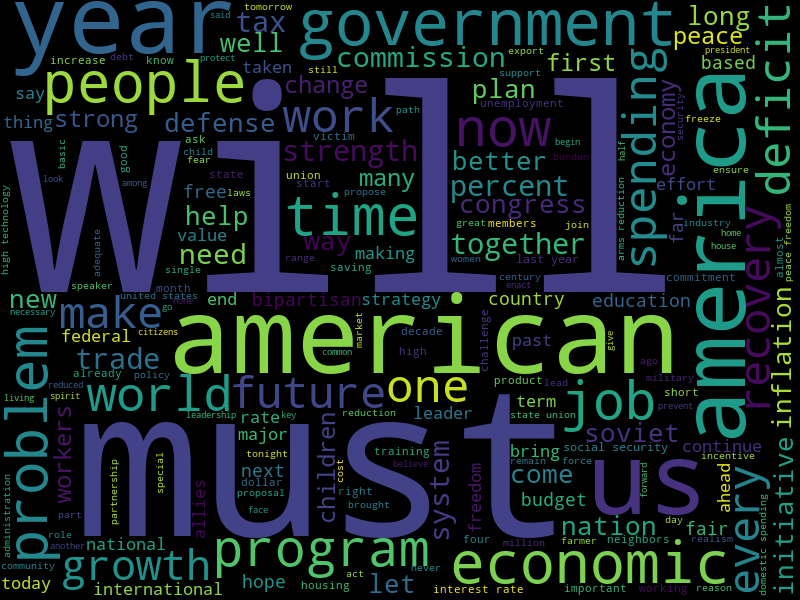 year
tax
government
long
said
tomorrow
well
commission
first
peace
president
increase
debt
know
protect
taken
still
export
based
people
say
change
plan
support
thing
strong
defense
work
victim
path
unemployment
now
spending
economy
security
america
deficit
freeze
basic
good
ask
child
fear
strength
union
begin
burden
better
half
ensure
will
look
among
state
laws
free
start
propose
many
percent
effort
high technology
adequate
help
value
time
congress
great
members
join
industry
far
arms reduction
home
house
almost
peace freedom
need
way
making
together
single
range
saving
women
last year
commitment
recovery
speaker
month
century
enact
new
necessary
united states
go
none
end
bipartisan
strategy
country
education
make
federal
citizens
american
market
decade
challenge
past
give
inflation
trade
already
policy
common
high
ago
problem
reduced
spirit
world
future
one
product
lead
military
living
leadership
key
reduction
leader
term
job
short
prevent
workers
rate
major
state union
soviet
must
tonight
training
bring
social security
continue
us
next
dollar
proposal
children
cost
right
believe
system
freedom
remain
force
come
forward
ahead
incentive
initiative
administration
partnership
special
face
brought
allies
budget
every
role
part
another
national
four
million
nation
farmer
neighbors
day
fair
realism
domestic spending
community
growth
program
never
economic
today
international
hope
housing
act
let
interest rate
important
working
reason